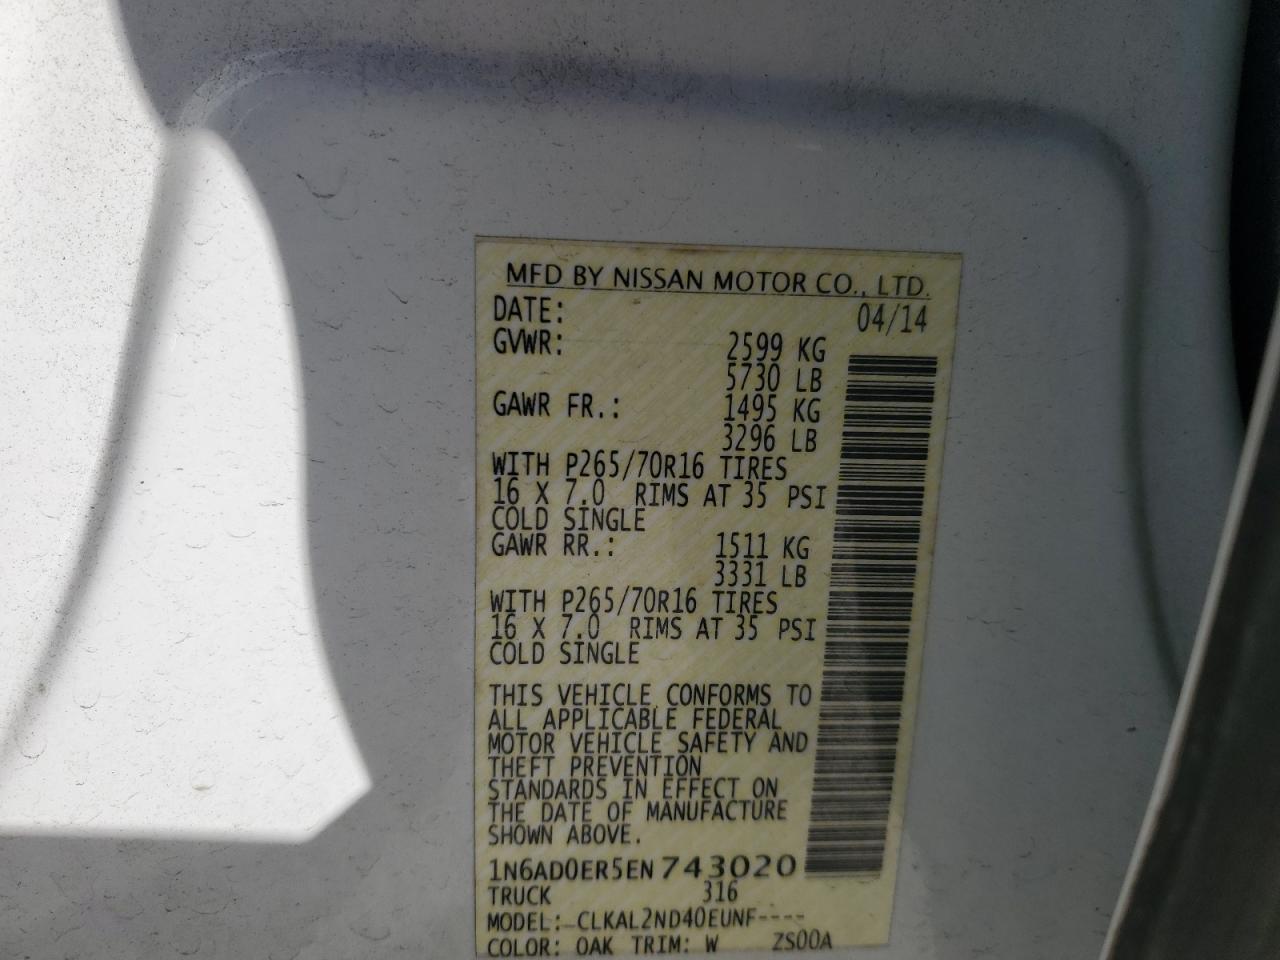 MFD BY NISSAN MOTOR CO., LTD.
DATE: 04/14
GVWR: 2599 KG
5730 LB
GAWR FR.: 1495 KG
3296 LB
WITH P265/70R16 TIRES
16 X 7.0 RIMS AT 35 PSI
COLD SINGLE
GAWR RR.: 1511 KG
3331 LB
WITH P265/70R16 TIRES
16 X 7.0 RIMS AT 35 PSI
COLD SINGLE
THIS VEHICLE CONFORMS TO
ALL APPLICABLE FEDERAL
MOTOR VEHICLE SAFETY AND
THEFT PREVENTION
STANDARDS IN EFFECT ON
THE DATE OF MANUFACTURE
SHOWN ABOVE.
1N6AD0ER5EN743020
TRUCK 316
MODEL: CLKAL2ND40EUNF----
COLOR: OAK TRIM: W ZS00A